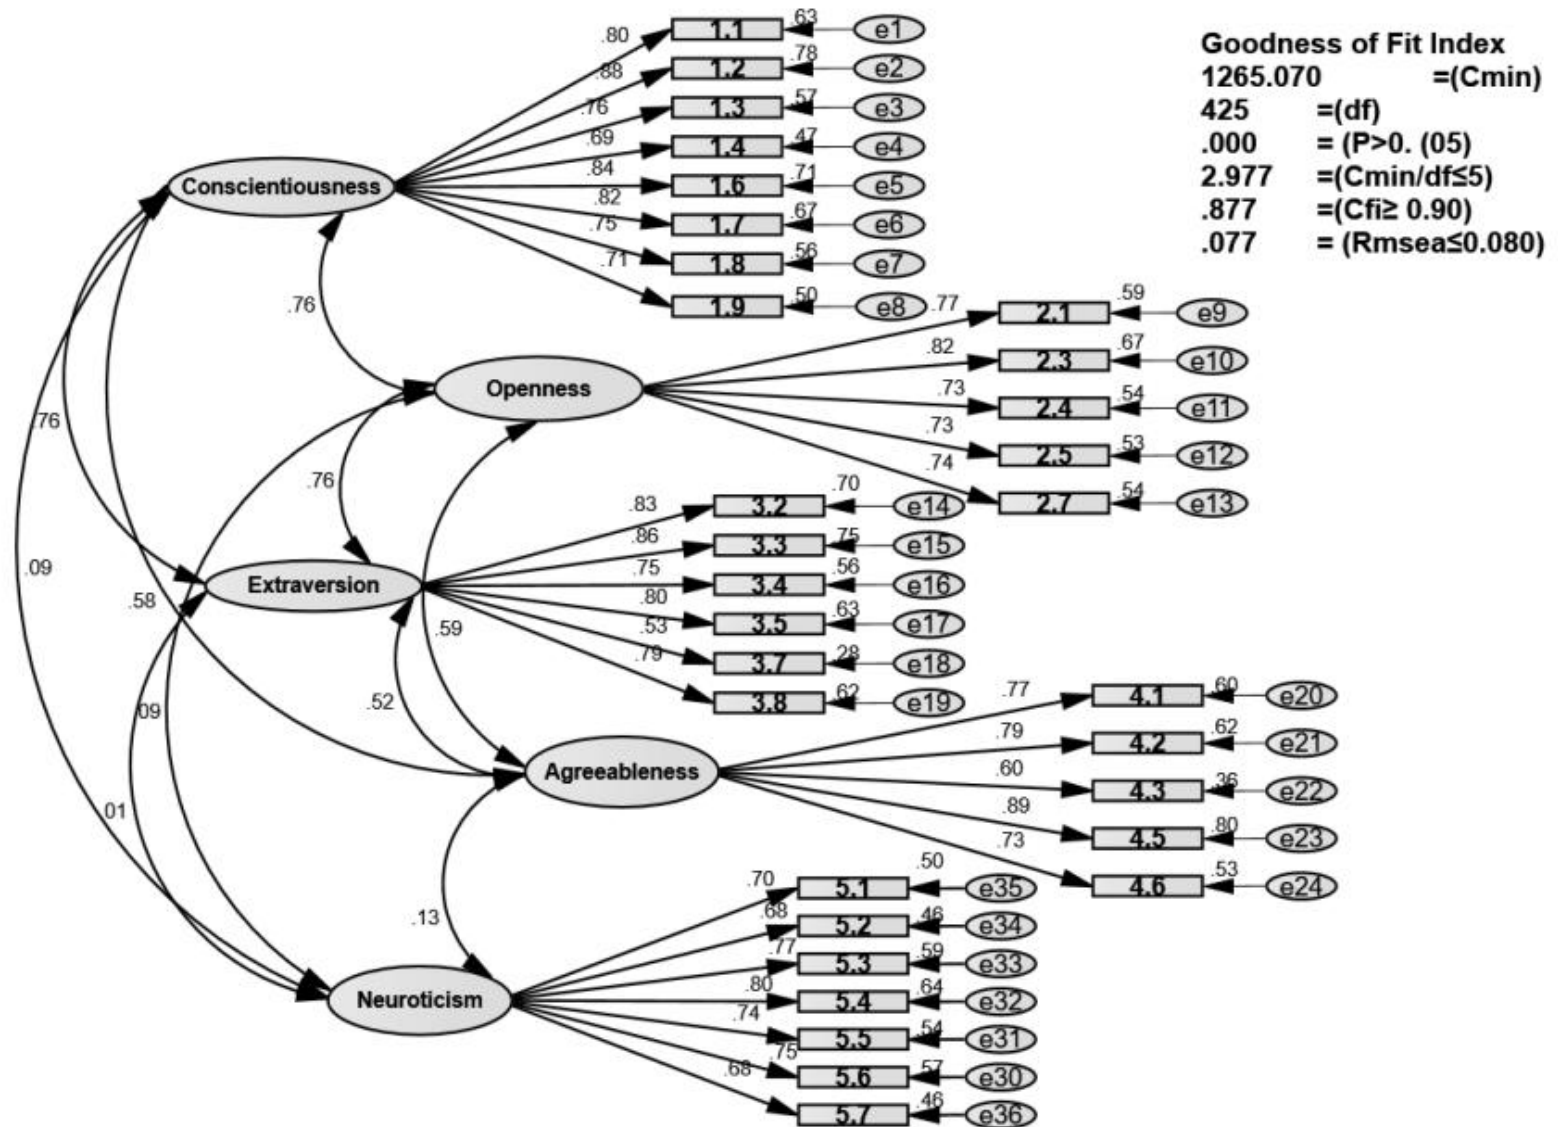 Goodness of Fit Index
1265.070 =(Cmin)
425 =(df)
.000 = (P>0. (05)
2.977 =(Cmin/df≤5)
.877 =(Cfi≥ 0.90)
.077 = (Rmsea≤0.080)
Conscientiousness
.80 1.1 .63 e1
.88 1.2 .78 e2
.76 1.3 .57 e3
.69 1.4 .47 e4
.84 1.6 .71 e5
.82 1.7 .67 e6
.75 1.8 .56 e7
.71 1.9 .50 e8
.76
Openness
.77 2.1 .59 e9
.82 2.3 .67 e10
.73 2.4 .54 e11
.73 2.5 .53 e12
.74 2.7 .54 e13
.76
.76
Extraversion
.83 3.2 .70 e14
.86 3.3 .75 e15
.75 3.4 .56 e16
.80 3.5 .63 e17
.53 3.7 .28 e18
.79 3.8 .62 e19
.09
.58
.59
.52
.09
Agreeableness
.77 4.1 .60 e20
.79 4.2 .62 e21
.60 4.3 .36 e22
.89 4.5 .80 e23
.73 4.6 .53 e24
01
.13
Neuroticism
.70 5.1 .50 e35
.68 5.2 .46 e34
.77 5.3 .59 e33
.80 5.4 .64 e32
.74 5.5 .54 e31
.75 5.6 .57 e30
.68 5.7 .46 e36